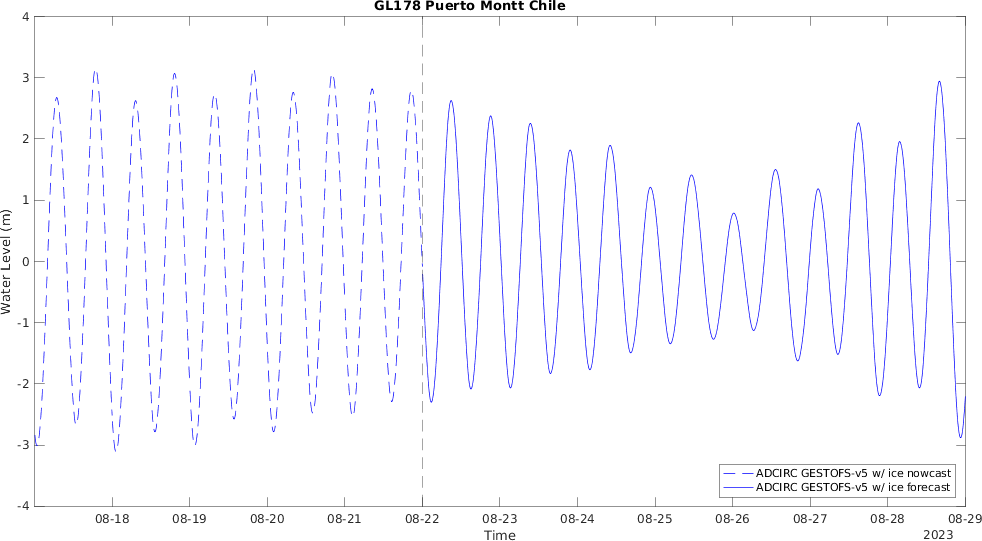 GL178 Puerto Montt Chile
4
3
2
1
0
-1
-2
-3
-4
Water Level (m)
ADCIRC GESTOFS-v5 w/ ice nowcast
ADCIRC GESTOFS-v5 w/ ice forecast
08-18 08-19 08-20 08-21 08-22 08-23 08-24 08-25 08-26 08-27 08-28 08-29
Time
2023